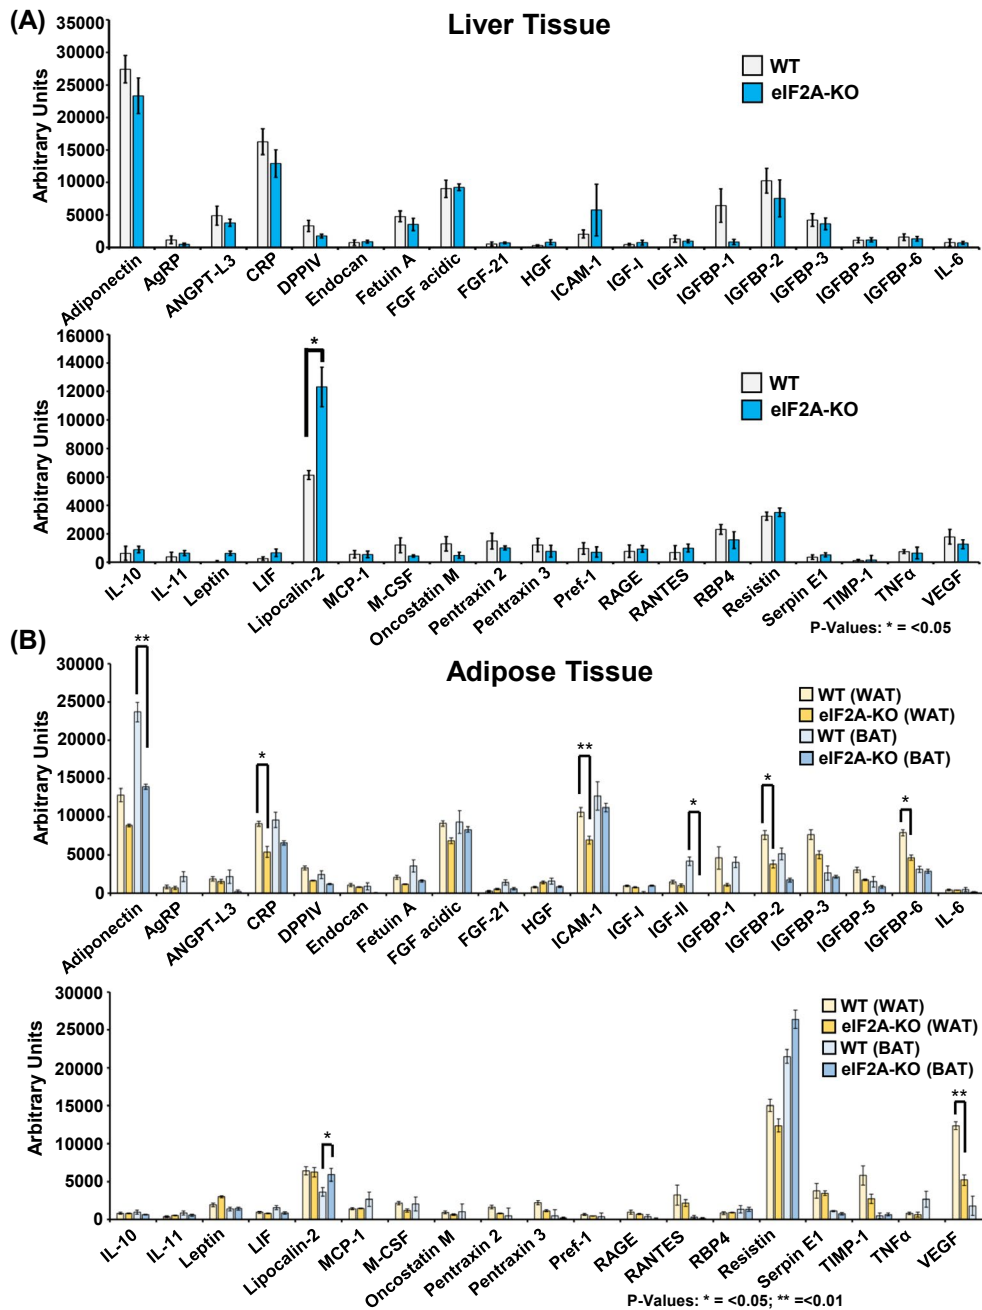 (A)
Liver Tissue
Arbitrary Units
35000
30000
25000
20000
15000
10000
5000
0
WT
eIF2A-KO
Adiponectin
AgRP
ANGPT-L3
CRP
DPPIV
Endocan
Fetuin A
FGF acidic
FGF-21
HGF
ICAM-1
IGF-I
IGF-II
IGFBP-1
IGFBP-2
IGFBP-3
IGFBP-5
IGFBP-6
IL-6
Arbitrary Units
16000
14000
12000
10000
8000
6000
4000
2000
0
*
WT
eIF2A-KO
IL-10
IL-11
Leptin
LIF
Lipocalin-2
MCP-1
M-CSF
Oncostatin M
Pentraxin 2
Pentraxin 3
Pref-1
RAGE
RANTES
RBP4
Resistin
Serpin E1
TIMP-1
TNFα
VEGF
P-Values: * = <0.05
(B)
Adipose Tissue
Arbitrary Units
30000
25000
20000
15000
10000
5000
0
**
*
**
*
*
*
WT (WAT)
eIF2A-KO (WAT)
WT (BAT)
eIF2A-KO (BAT)
Adiponectin
AgRP
ANGPT-L3
CRP
DPPIV
Endocan
Fetuin A
FGF acidic
FGF-21
HGF
ICAM-1
IGF-I
IGF-II
IGFBP-1
IGFBP-2
IGFBP-3
IGFBP-5
IGFBP-6
IL-6
Arbitrary Units
30000
25000
20000
15000
10000
5000
0
*
**
WT (WAT)
eIF2A-KO (WAT)
WT (BAT)
eIF2A-KO (BAT)
IL-10
IL-11
Leptin
LIF
Lipocalin-2
MCP-1
M-CSF
Oncostatin M
Pentraxin 2
Pentraxin 3
Pref-1
RAGE
RANTES
RBP4
Resistin
Serpin E1
TIMP-1
TNFα
VEGF
P-Values: * = <0.05; ** =<0.01